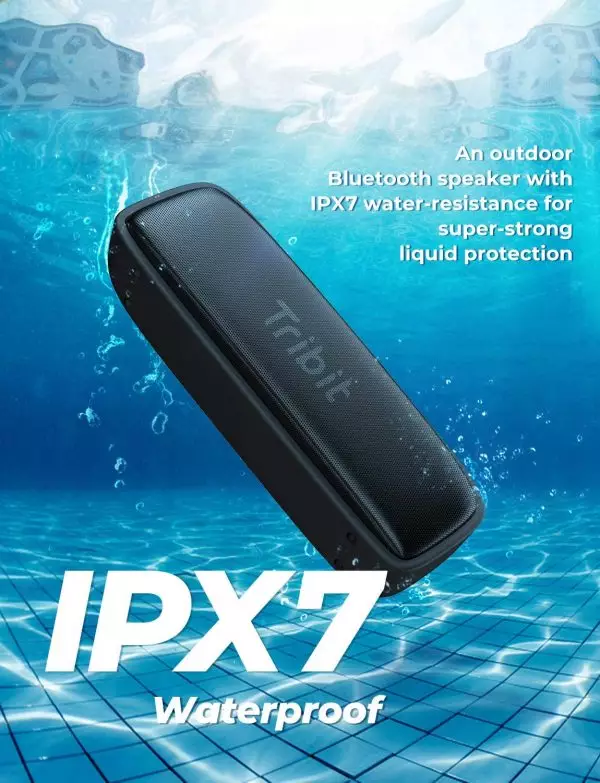 An outdoor
Bluetooth speaker with
IPX7 water-resistance for
super-strong
liquid protection
Tribit
IPX7
Waterproof